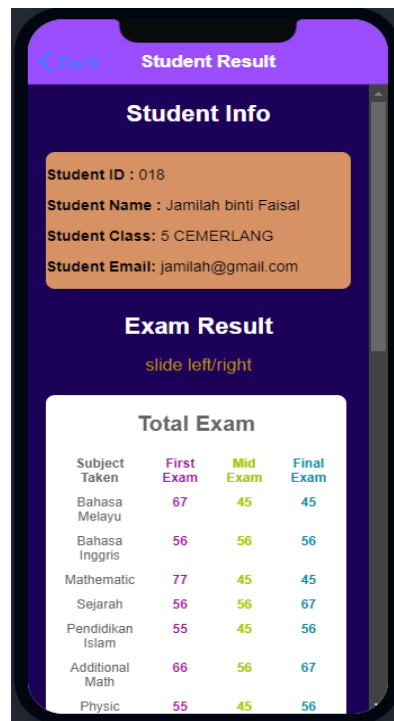 Back Student Result
Student Info
Student ID : 018
Student Name : Jamilah binti Faisal
Student Class: 5 CEMERLANG
Student Email: jamilah@gmail.com
Exam Result
slide left/right
Total Exam
Subject Taken First Exam Mid Exam Final Exam
Bahasa Melayu 67 45 45
Bahasa Inggris 56 56 56
Mathematic 77 45 45
Sejarah 56 56 67
Pendidikan Islam 55 45 56
Additional Math 66 56 67
Physic 55 45 56